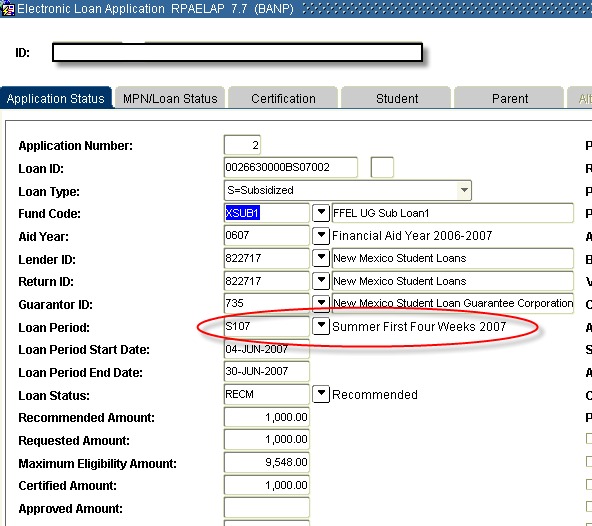 Electronic Loan Application RPAELAP 7.7 (BANP)
ID:
Application Status MPN/Loan Status Certification Student Parent Al
Application Number: 2 P
Loan ID: 0026630000BS07002 R
Loan Type: S=Subsidized P
Fund Code: XSUB1 FFEL UG Sub Loan1 P
Aid Year: 0607 Financial Aid Year 2006-2007 A
Lender ID: 822717 New Mexico Student Loans B
Return ID: 822717 New Mexico Student Loans V
Guarantor ID: 735 New Mexico Student Loan Guarantee Corporation C
Loan Period: S107 Summer First Four Weeks 2007 A
Loan Period Start Date: 04-JUN-2007 S
Loan Period End Date: 30-JUN-2007 A
Loan Status: RECM Recommended C
Recommended Amount: 1,000.00 P
Requested Amount: 1,000.00
Maximum Eligibility Amount: 9,548.00
Certified Amount: 1,000.00
Approved Amount: